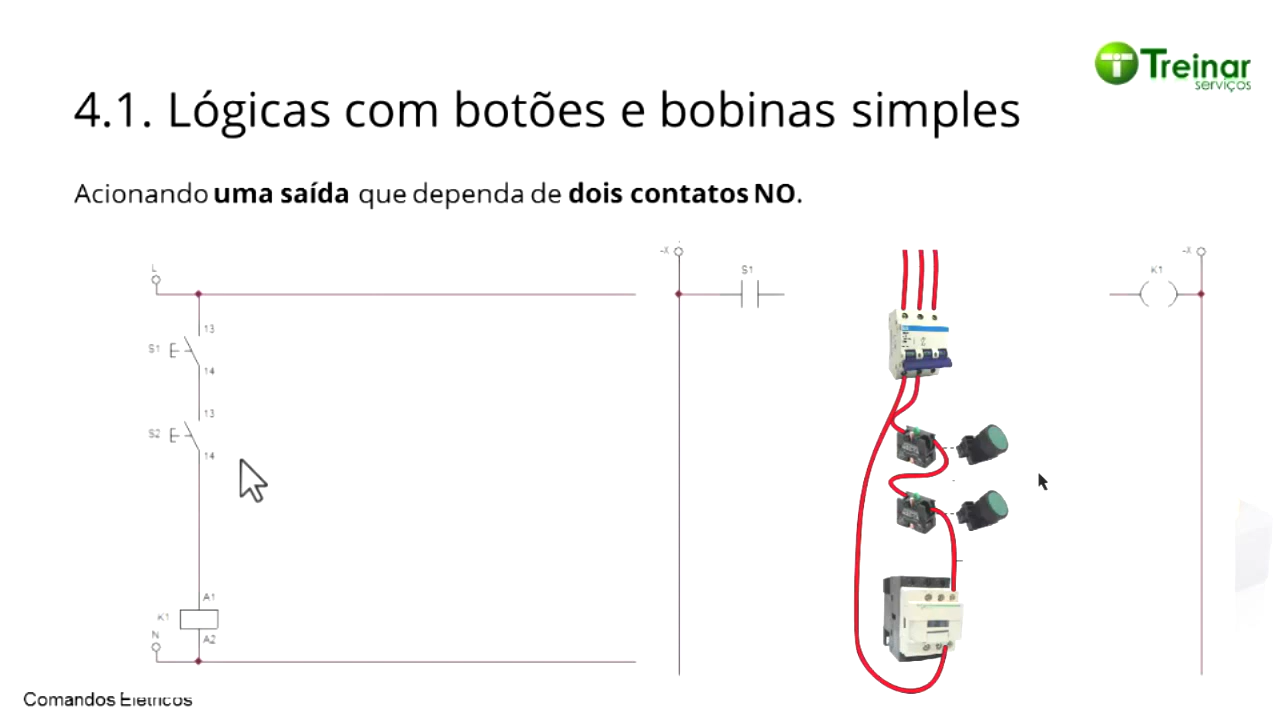 Treinar
serviços
4.1. Lógicas com botões e bobinas simples
Acionando uma saída que dependa de dois contatos NO.
L
13
S1
14
13
S2
14
A1
K1
A2
N
-X
S1
-X
K1
Comandos Elétricos